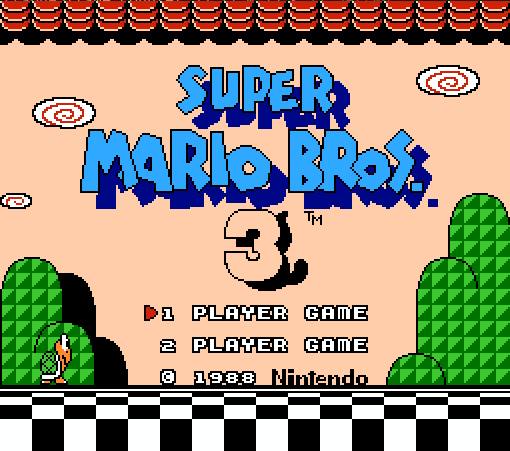 SUPER
MARIO BROS.
3 TM
1 PLAYER GAME
2 PLAYER GAME
© 1988 Nintendo